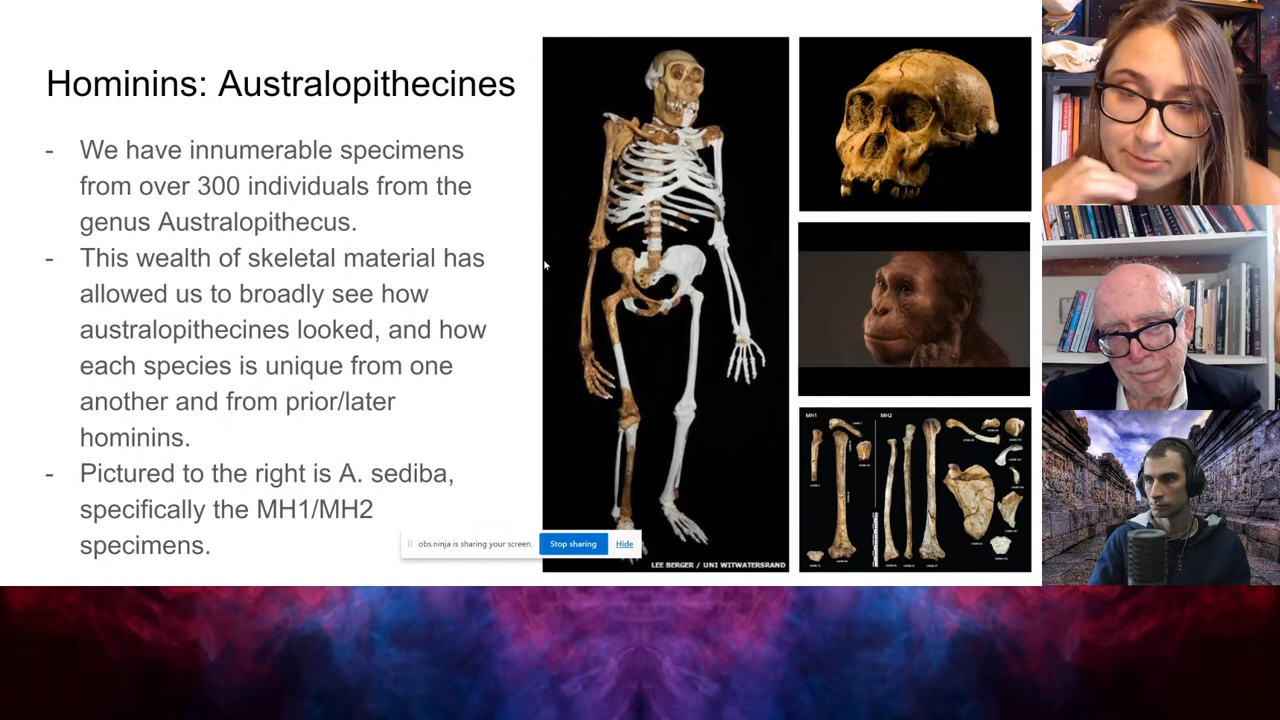 Hominins: Australopithecines
- We have innumerable specimens
from over 300 individuals from the
genus Australopithecus.
- This wealth of skeletal material has
allowed us to broadly see how
australopithecines looked, and how
each species is unique from one
another and from prior/later
hominins.
- Pictured to the right is A. sediba,
specifically the MH1/MH2
specimens.
obs.ninja is sharing your screen.
Stop sharing
Hide
LEE BERGER / UNI WITWATERSRAND
MH1
MH2